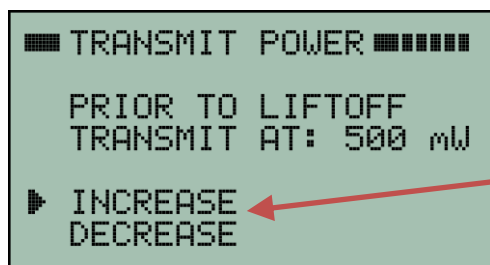 TRANSMIT POWER
PRIOR TO LIFTOFF
TRANSMIT AT: 500 mW
INCREASE
DECREASE